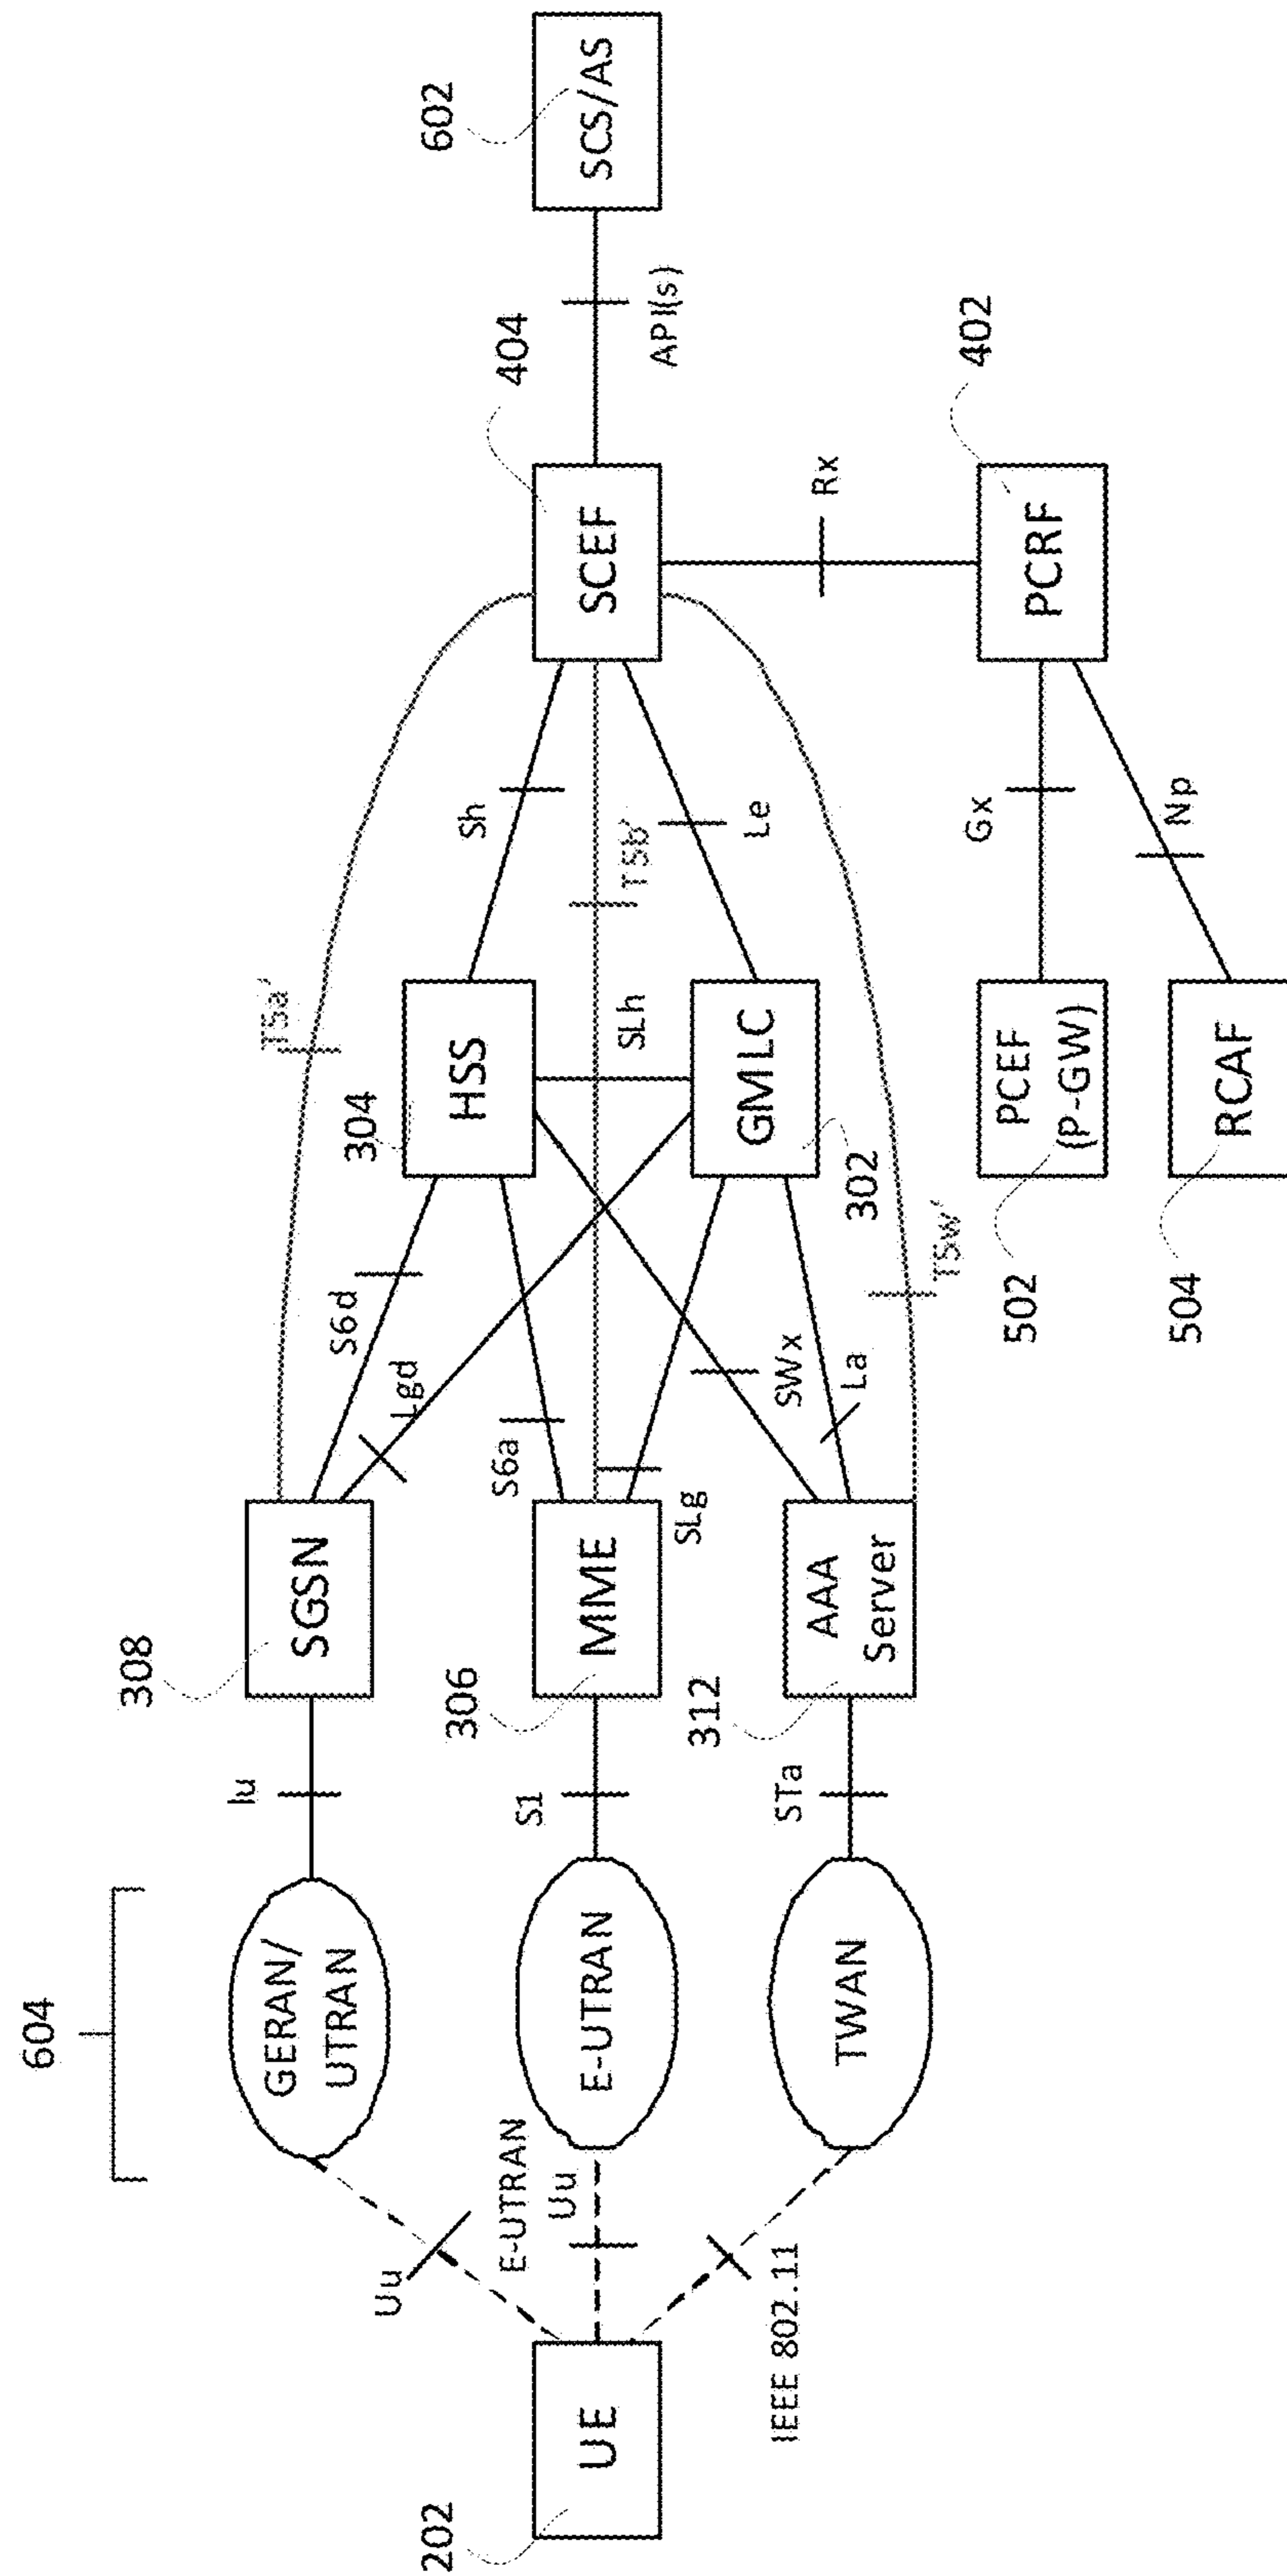 604
308
304
404
602
202
306
312
302
402
502
504
UE
Uu
E-UTRAN
Uu
IEEE 802.11
GERAN/
UTRAN
E-UTRAN
TWAN
Iu
S1
STa
SGSN
MME
AAA
Server
S6d
Lgd
S6a
SLg
SWx
La
T5a'
HSS
SLh
GMLC
T5w'
Sh
T5b'
Le
SCEF
API(s)
SCS/AS
Rx
PCRF
Gx
Np
PCEF
(P-GW)
RCAF